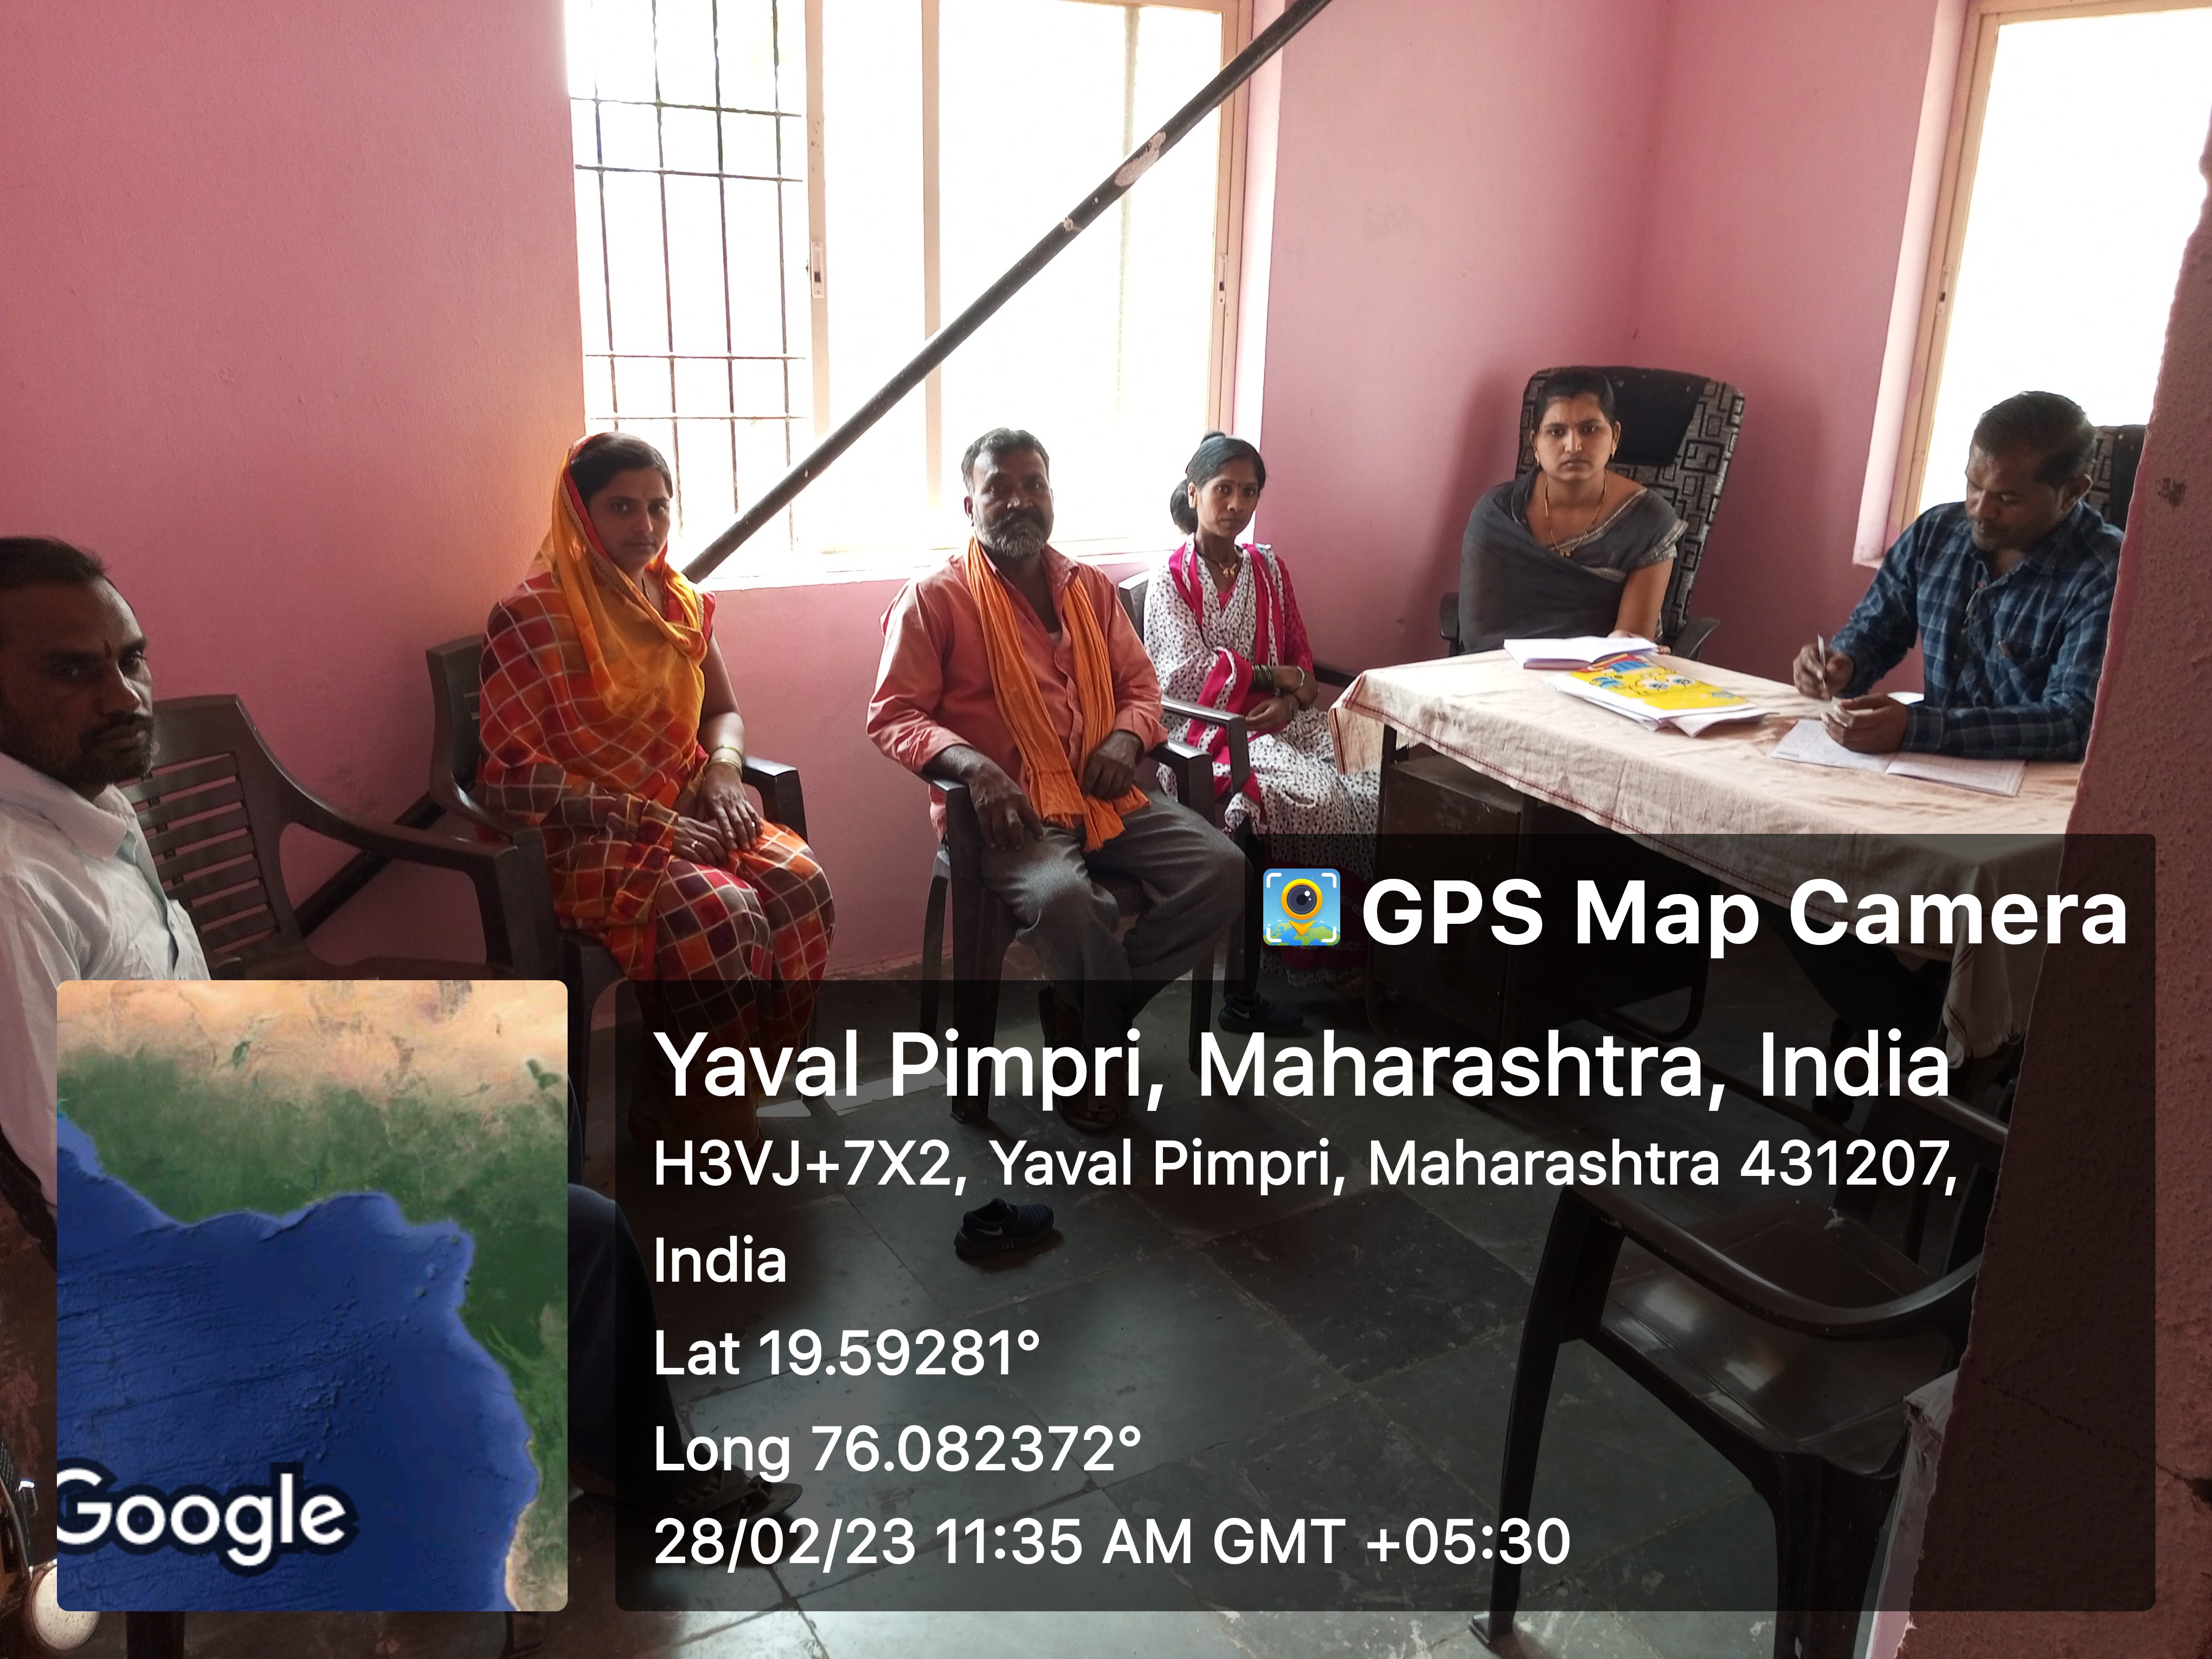 GPS Map Camera
Yaval Pimpri, Maharashtra, India
H3VJ+7X2, Yaval Pimpri, Maharashtra 431207,
India
Lat 19.59281°
Long 76.082372°
28/02/23 11:35 AM GMT +05:30
Google